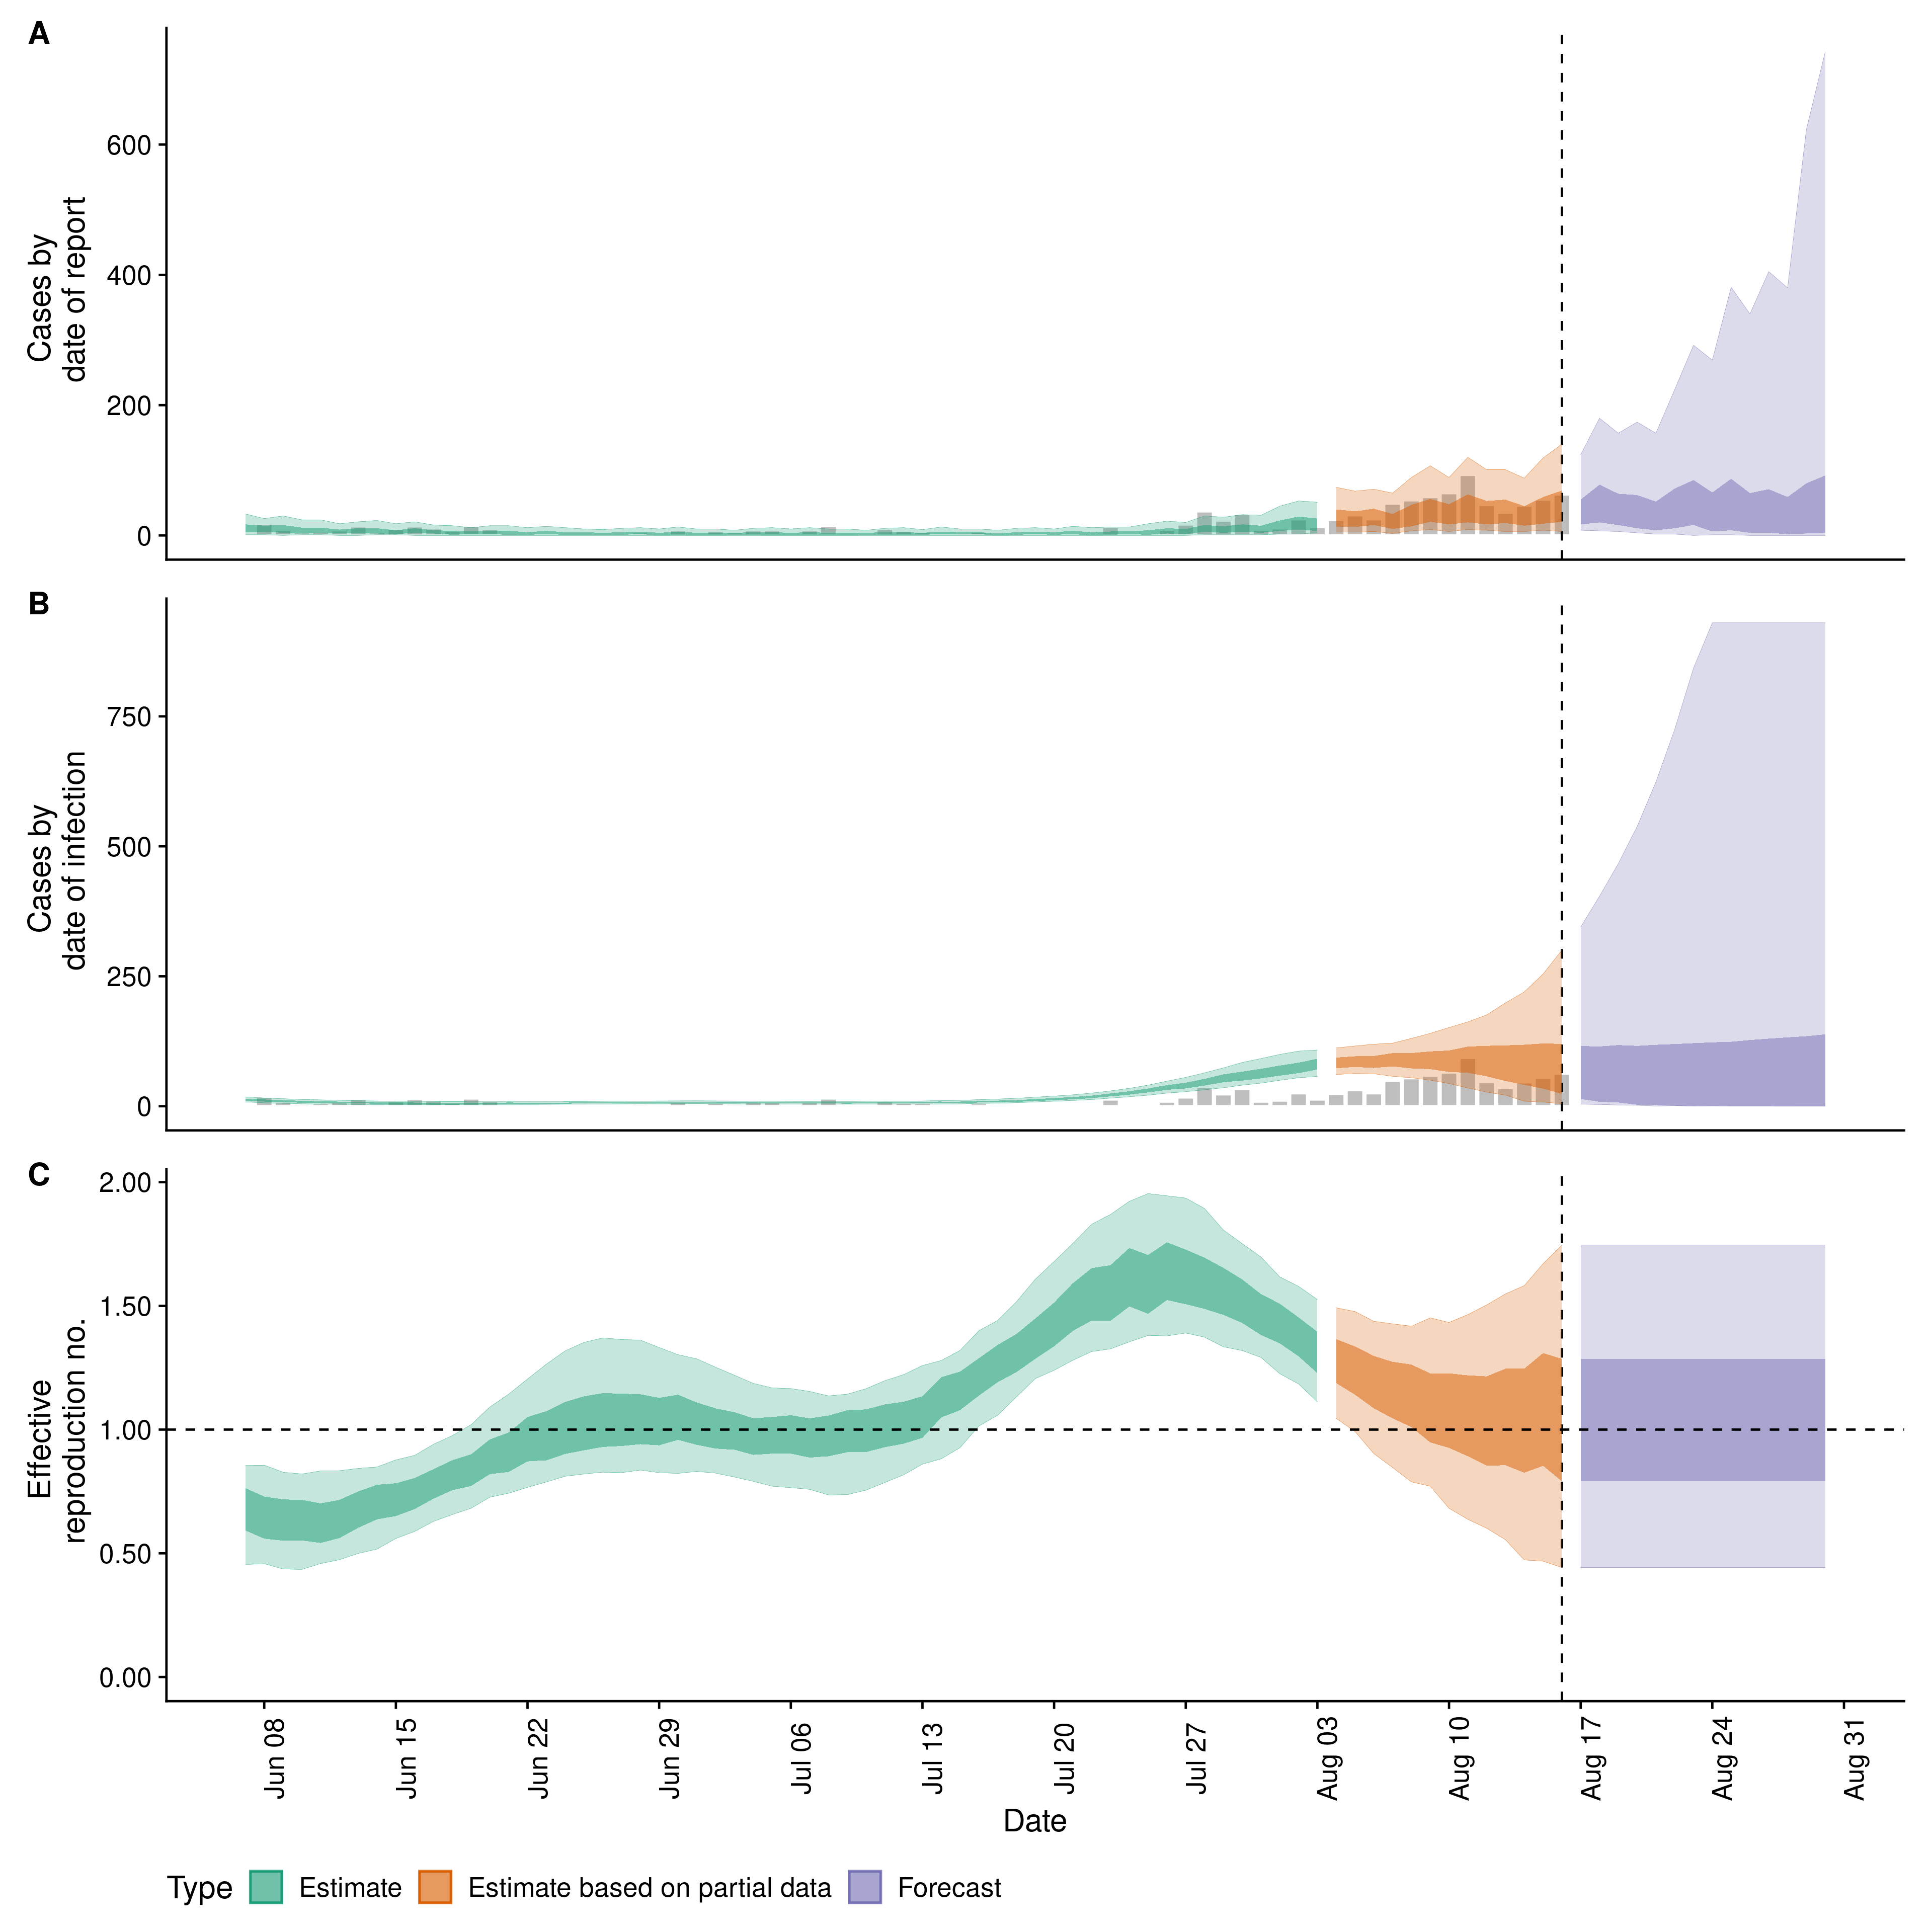 A
Cases by
date of report
600
400
200
0
B
Cases by
date of infection
750
500
250
0
C
Effective
reproduction no.
2.00
1.50
1.00
0.50
0.00
Jun 08
Jun 15
Jun 22
Jun 29
Jul 06
Jul 13
Jul 20
Jul 27
Aug 03
Aug 10
Aug 17
Aug 24
Aug 31
Date
Type Estimate Estimate based on partial data Forecast